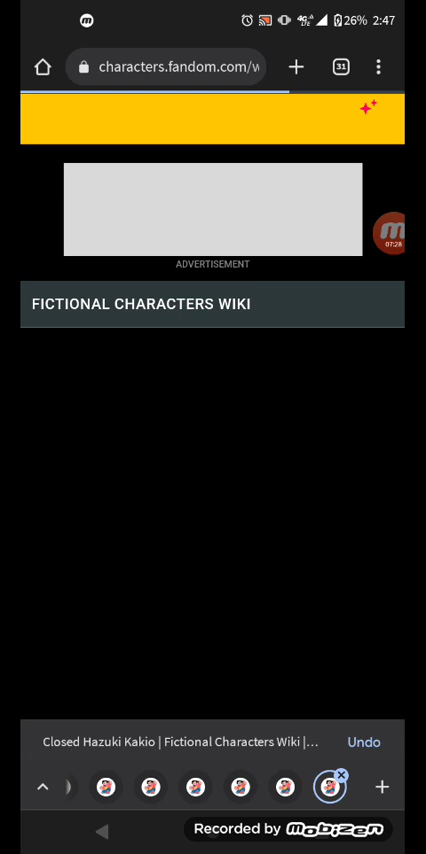 26% 2:47
characters.fandom.com/w
31
07:28
ADVERTISEMENT
FICTIONAL CHARACTERS WIKI
Closed Hazuki Kakio | Fictional Characters Wiki |... Undo
Recorded by mobizen